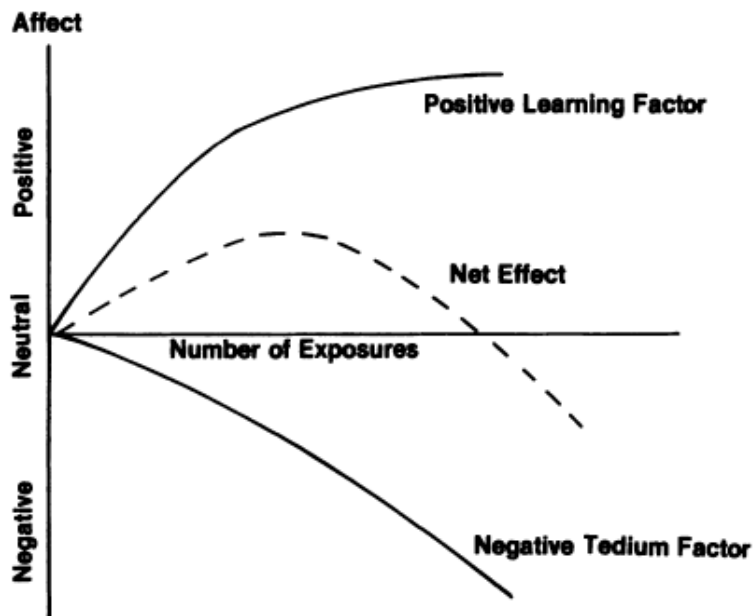 Affect
Positive
Positive Learning Factor
Net Effect
Neutral
Number of Exposures
Negative
Negative Tedium Factor